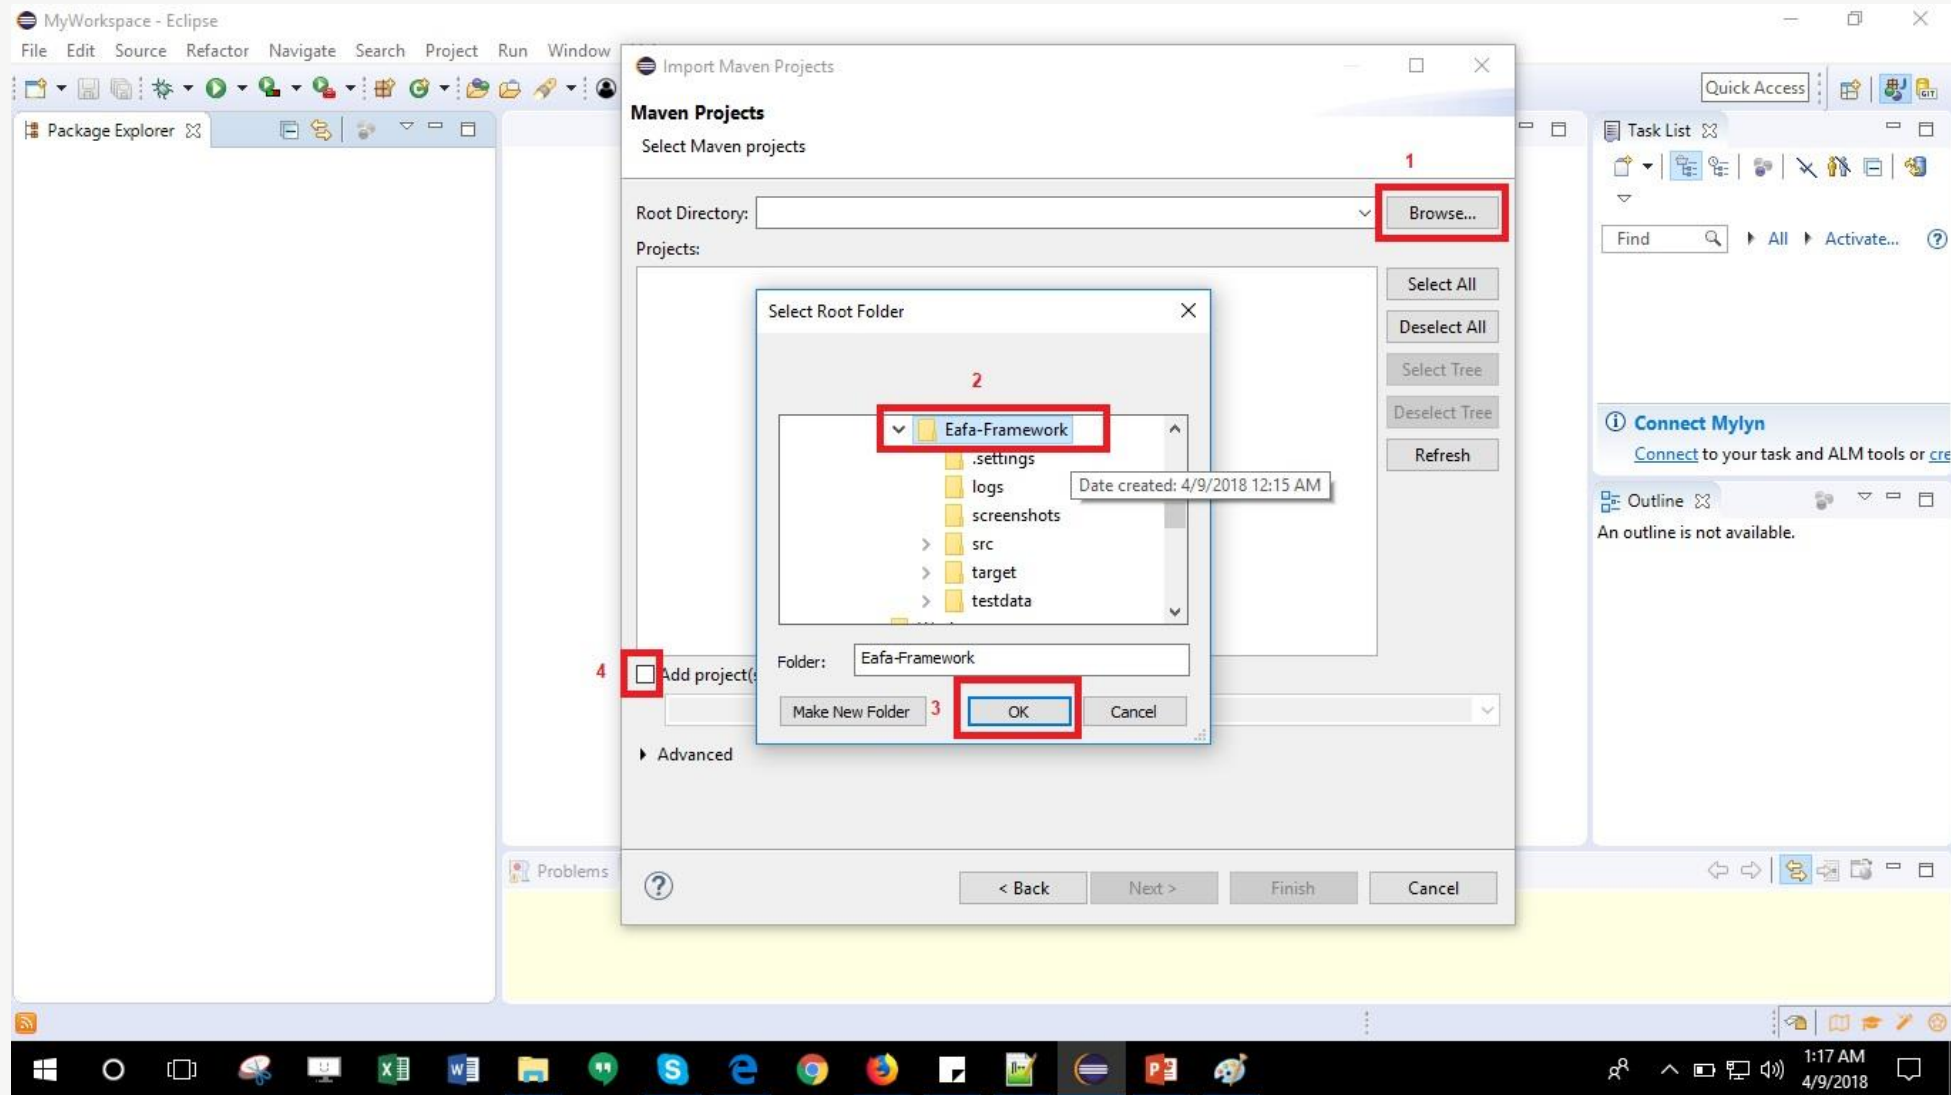 MyWorkspace - Eclipse
File Edit Source Refactor Navigate Search Project Run Window
Quick Access
Package Explorer
Import Maven Projects
Maven Projects
Select Maven projects
1
Root Directory:
Browse...
Projects:
Select All
Deselect All
Select Tree
Deselect Tree
Refresh
Select Root Folder
2
Eafa-Framework
.settings
logs
Date created: 4/9/2018 12:15 AM
screenshots
src
target
testdata
Folder: Eafa-Framework
4
Add project(s
Make New Folder
3
OK
Cancel
Advanced
< Back
Next >
Finish
Cancel
Task List
Find
All
Activate...
Connect Mylyn
Connect to your task and ALM tools or cre
Outline
An outline is not available.
Problems
1:17 AM
4/9/2018